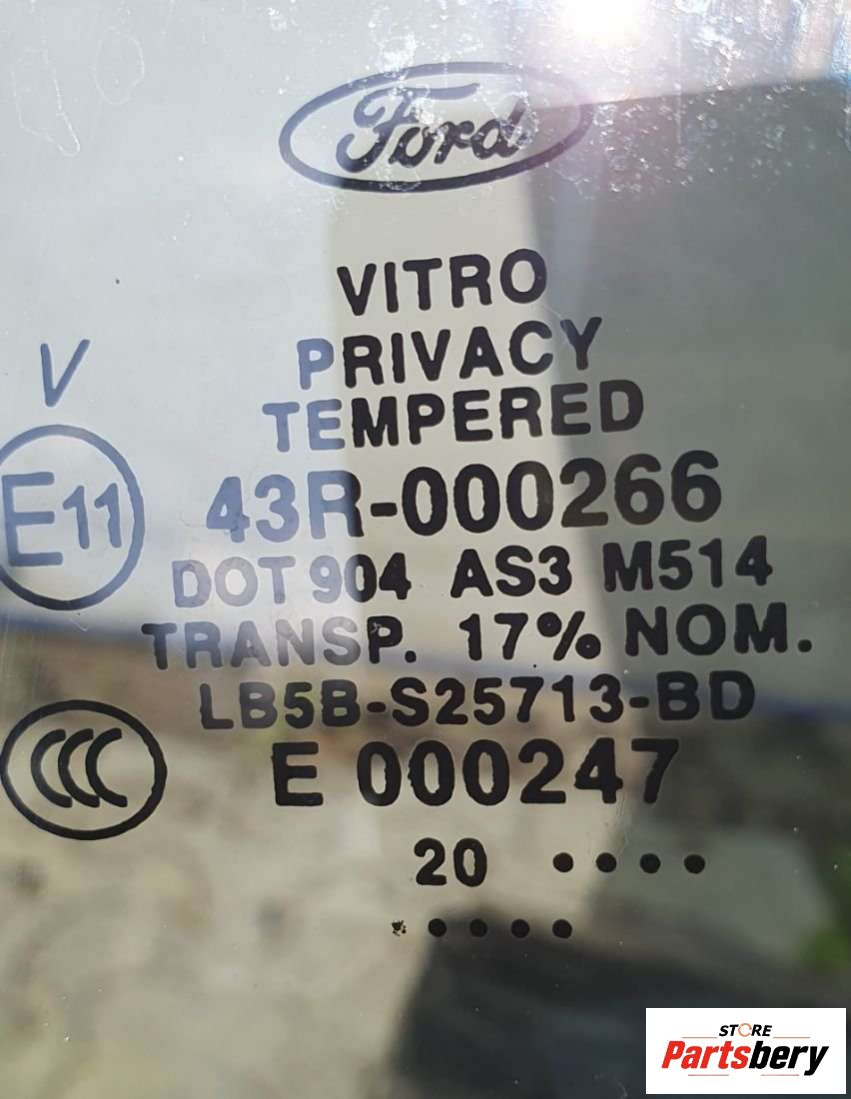 Ford
VITRO
PRIVACY
TEMPERED
V
E11 43R-000266
DOT 904 AS3 M514
TRANSP. 17% NOM.
LB5B-S25713-BD
CCC E 000247
20 ••••
•••••
STORE
Partsbery